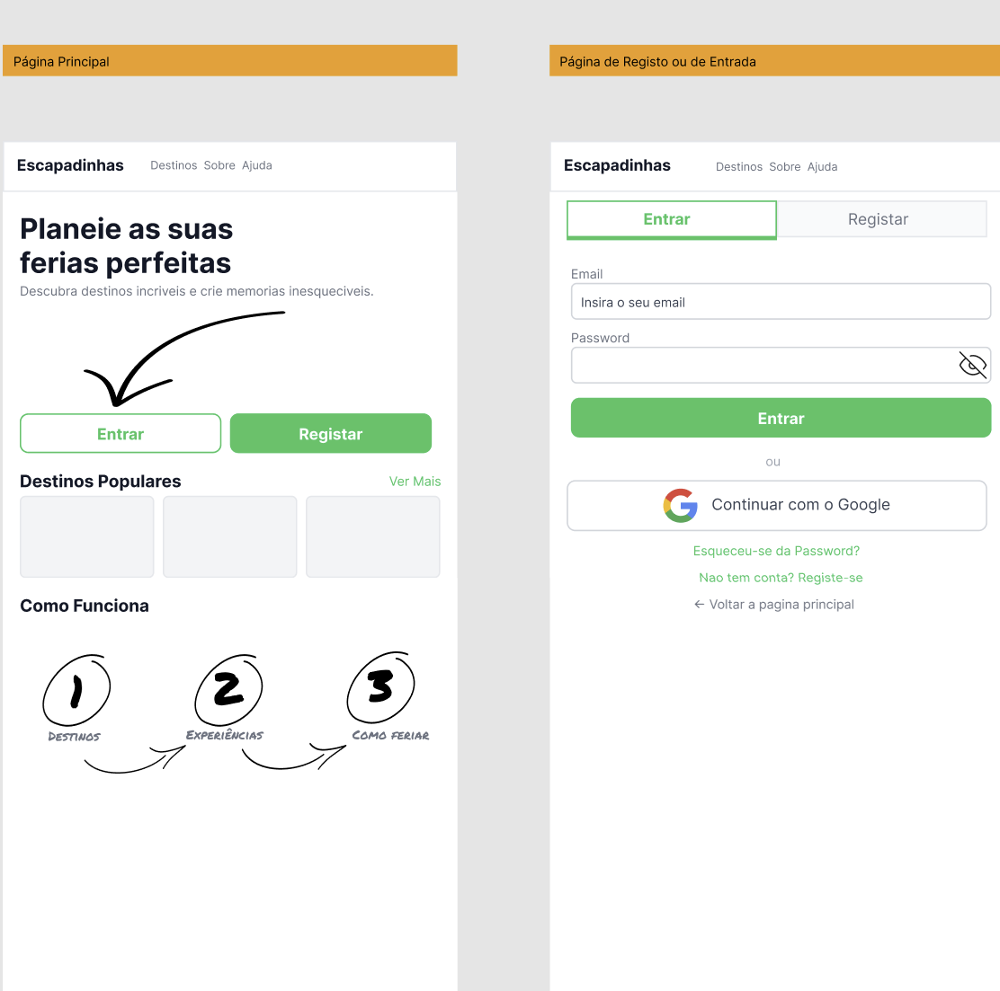 Página Principal
Escapadinhas
Destinos Sobre Ajuda
Planeie as suas
ferias perfeitas
Descubra destinos incriveis e crie memorias inesqueciveis.
Entrar
Registar
Destinos Populares
Ver Mais
Como Funciona
1
2
3
Destinos
Experiências
Como feriar
Página de Registo ou de Entrada
Escapadinhas
Destinos Sobre Ajuda
Entrar
Registar
Email
Insira o seu email
Password
Entrar
ou
Continuar com o Google
Esqueceu-se da Password?
Nao tem conta? Registe-se
← Voltar a pagina principal